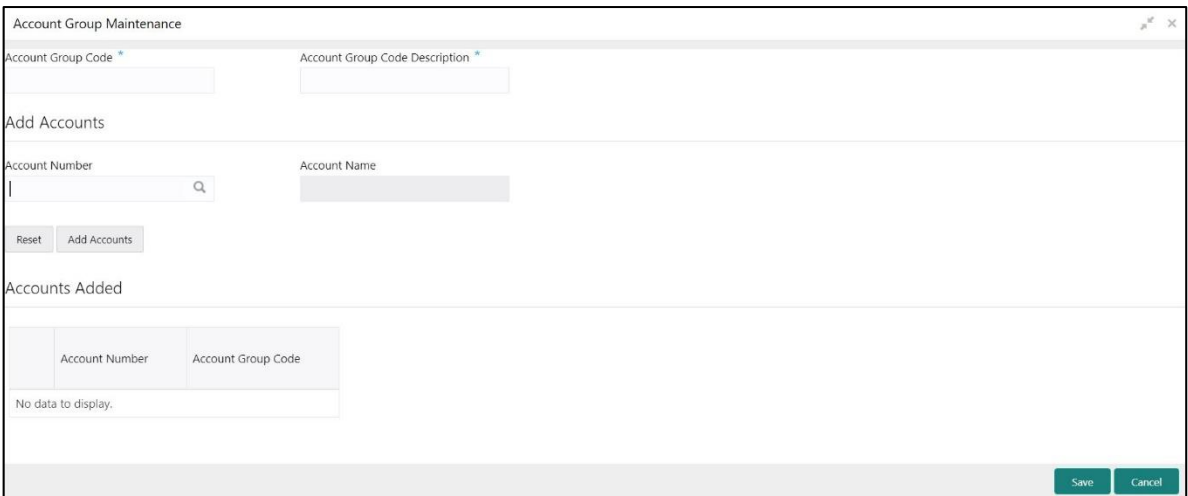 Account Group Maintenance
Account Group Code * Account Group Code Description *
Add Accounts
Account Number Account Name
Reset Add Accounts
Accounts Added
Account Number Account Group Code
No data to display.
Save Cancel